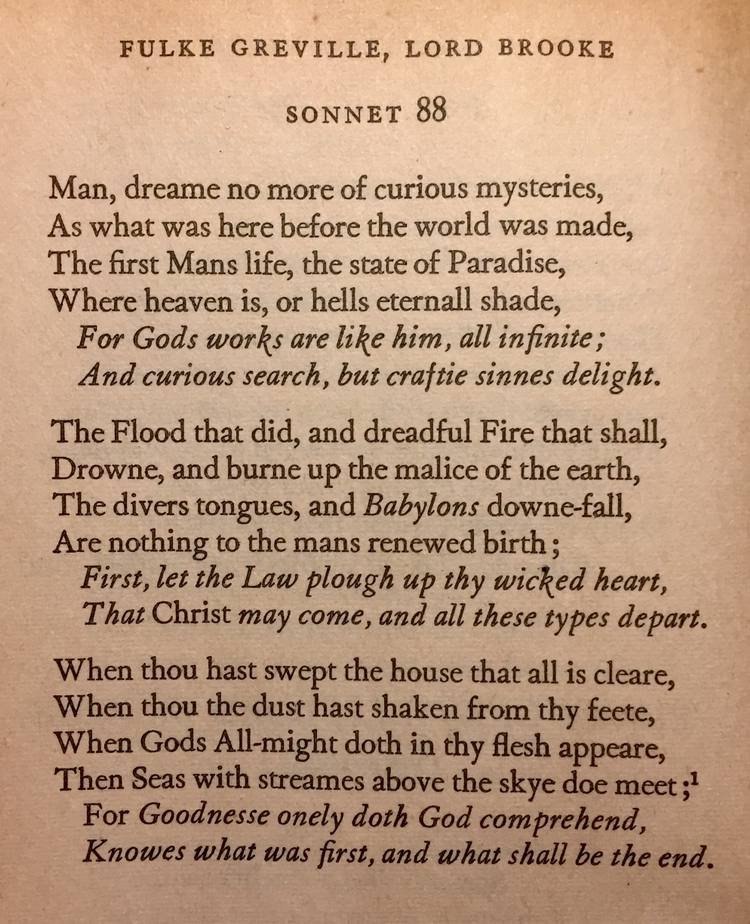 FULKE GREVILLE, LORD BROOKE
SONNET 88
Man, dreame no more of curious mysteries,
As what was here before the world was made,
The first Mans life, the state of Paradise,
Where heaven is, or hells eternall shade,
For Gods works are like him, all infinite;
And curious search, but craftie sinnes delight.
The Flood that did, and dreadful Fire that shall,
Drowne, and burne up the malice of the earth,
The divers tongues, and Babylons downe-fall,
Are nothing to the mans renewed birth;
First, let the Law plough up thy wicked heart,
That Christ may come, and all these types depart.
When thou hast swept the house that all is cleare,
When thou the dust hast shaken from thy feete,
When Gods All-might doth in thy flesh appeare,
Then Seas with streames above the skye doe meet;¹
For Goodnesse onely doth God comprehend,
Knowes what was first, and what shall be the end.